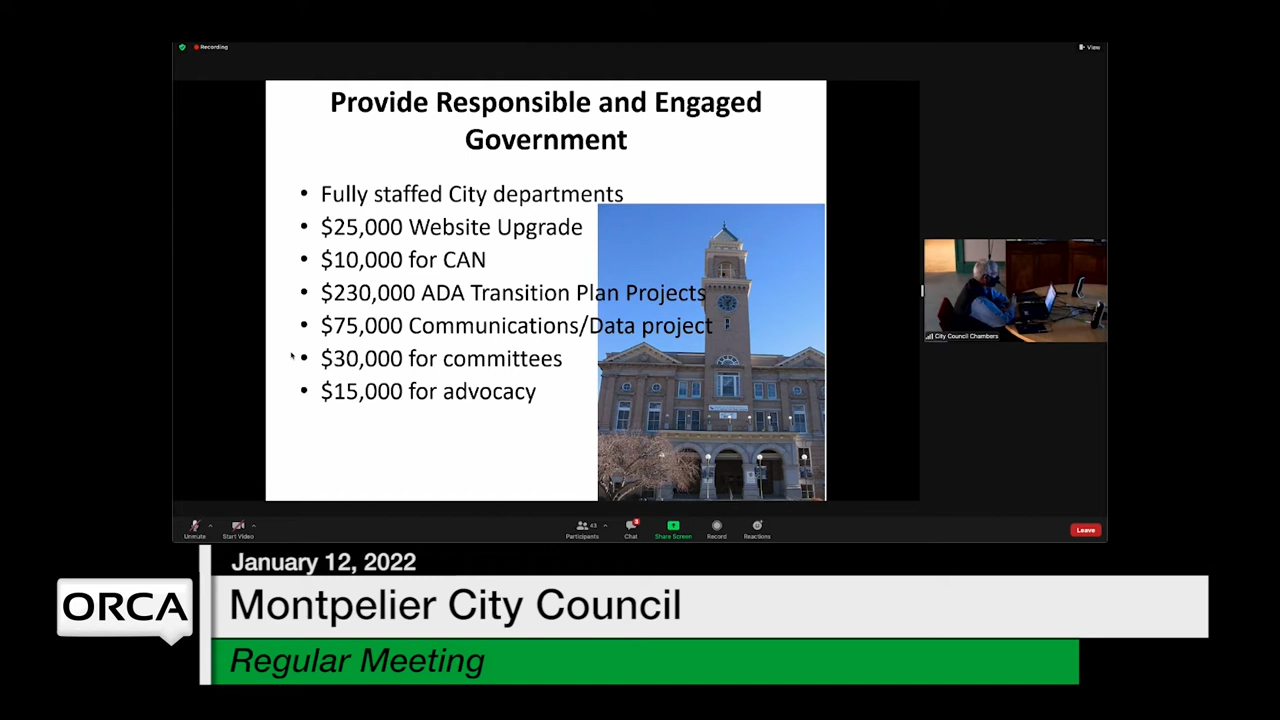 Recording
View
Provide Responsible and Engaged
Government
• Fully staffed City departments
• $25,000 Website Upgrade
• $10,000 for CAN
• $230,000 ADA Transition Plan Projects
• $75,000 Communications/Data project
• $30,000 for committees
• $15,000 for advocacy
City Council Chambers
Unmute
Start Video
Participants
43
Chat
Share Screen
Record
Reactions
Leave
January 12, 2022
ORCA
Montpelier City Council
Regular Meeting